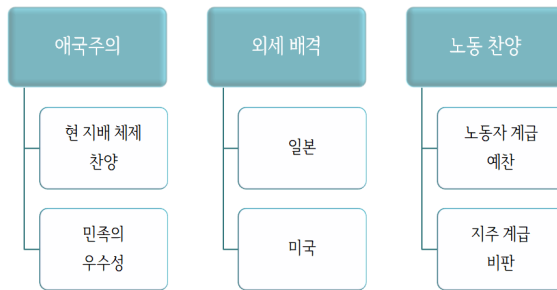 애국주의
현 지배 체제
찬양
민족의
우수성
외세 배격
일본
미국
노동 찬양
노동자 계급
예찬
지주 계급
비판